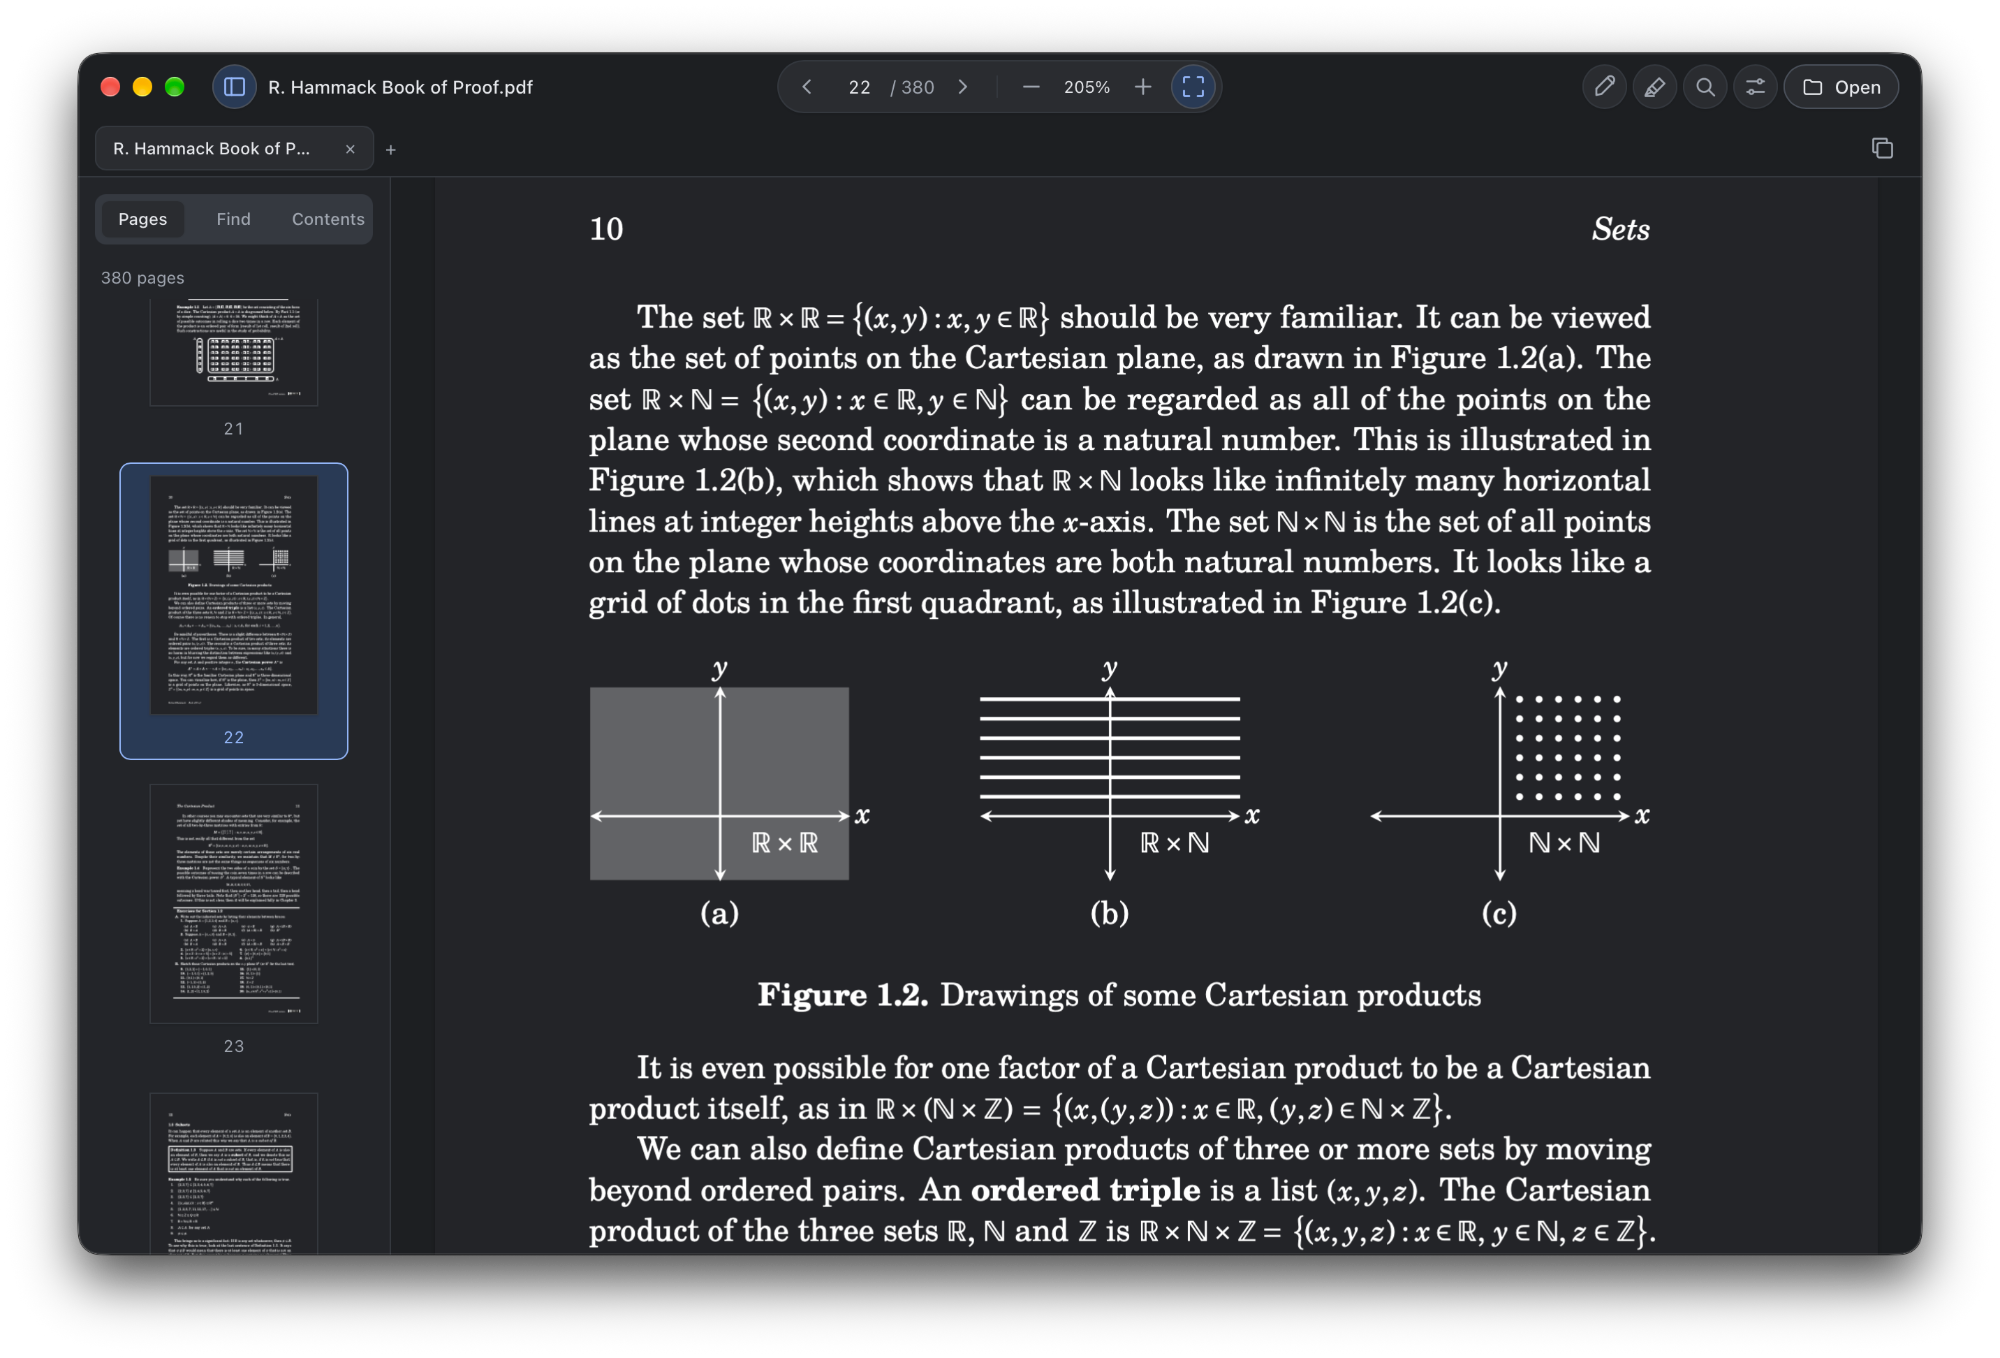 R. Hammack Book of Proof.pdf
22 / 380
205%
Open
R. Hammack Book of P...
Pages Find Contents
380 pages
21
22
23
10 Sets
The set ℝ × ℝ = {(x, y) : x, y ∈ ℝ} should be very familiar. It can be viewed
as the set of points on the Cartesian plane, as drawn in Figure 1.2(a). The
set ℝ × ℕ = {(x, y) : x ∈ ℝ, y ∈ ℕ} can be regarded as all of the points on the
plane whose second coordinate is a natural number. This is illustrated in
Figure 1.2(b), which shows that ℝ × ℕ looks like infinitely many horizontal
lines at integer heights above the x-axis. The set ℕ × ℕ is the set of all points
on the plane whose coordinates are both natural numbers. It looks like a
grid of dots in the first quadrant, as illustrated in Figure 1.2(c).
y y y
x x x
ℝ × ℝ ℝ × ℕ ℕ × ℕ
(a) (b) (c)
Figure 1.2. Drawings of some Cartesian products
It is even possible for one factor of a Cartesian product to be a Cartesian
product itself, as in ℝ × (ℕ × ℤ) = {(x, (y, z)) : x ∈ ℝ, (y, z) ∈ ℕ × ℤ}.
We can also define Cartesian products of three or more sets by moving
beyond ordered pairs. An ordered triple is a list (x, y, z). The Cartesian
product of the three sets ℝ, ℕ and ℤ is ℝ × ℕ × ℤ = {(x, y, z) : x ∈ ℝ, y ∈ ℕ, z ∈ ℤ}.